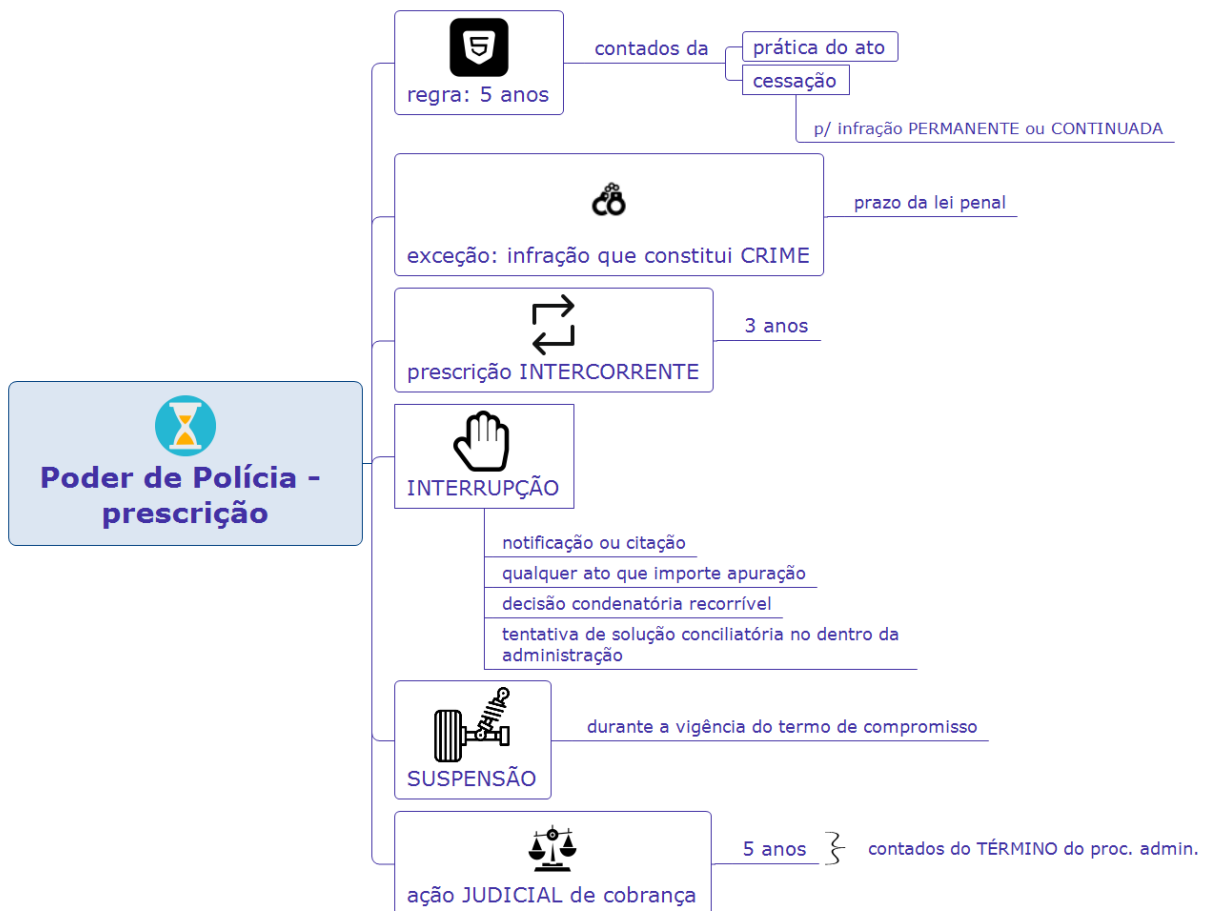 regra: 5 anos
contados da
prática do ato
cessação
p/ infração PERMANENTE ou CONTINUADA
exceção: infração que constitui CRIME
prazo da lei penal
prescrição INTERCORRENTE
3 anos
Poder de Polícia -
prescrição
INTERRUPÇÃO
notificação ou citação
qualquer ato que importe apuração
decisão condenatória recorrível
tentativa de solução conciliatória no dentro da
administração
SUSPENSÃO
durante a vigência do termo de compromisso
ação JUDICIAL de cobrança
5 anos
contados do TÉRMINO do proc. admin.